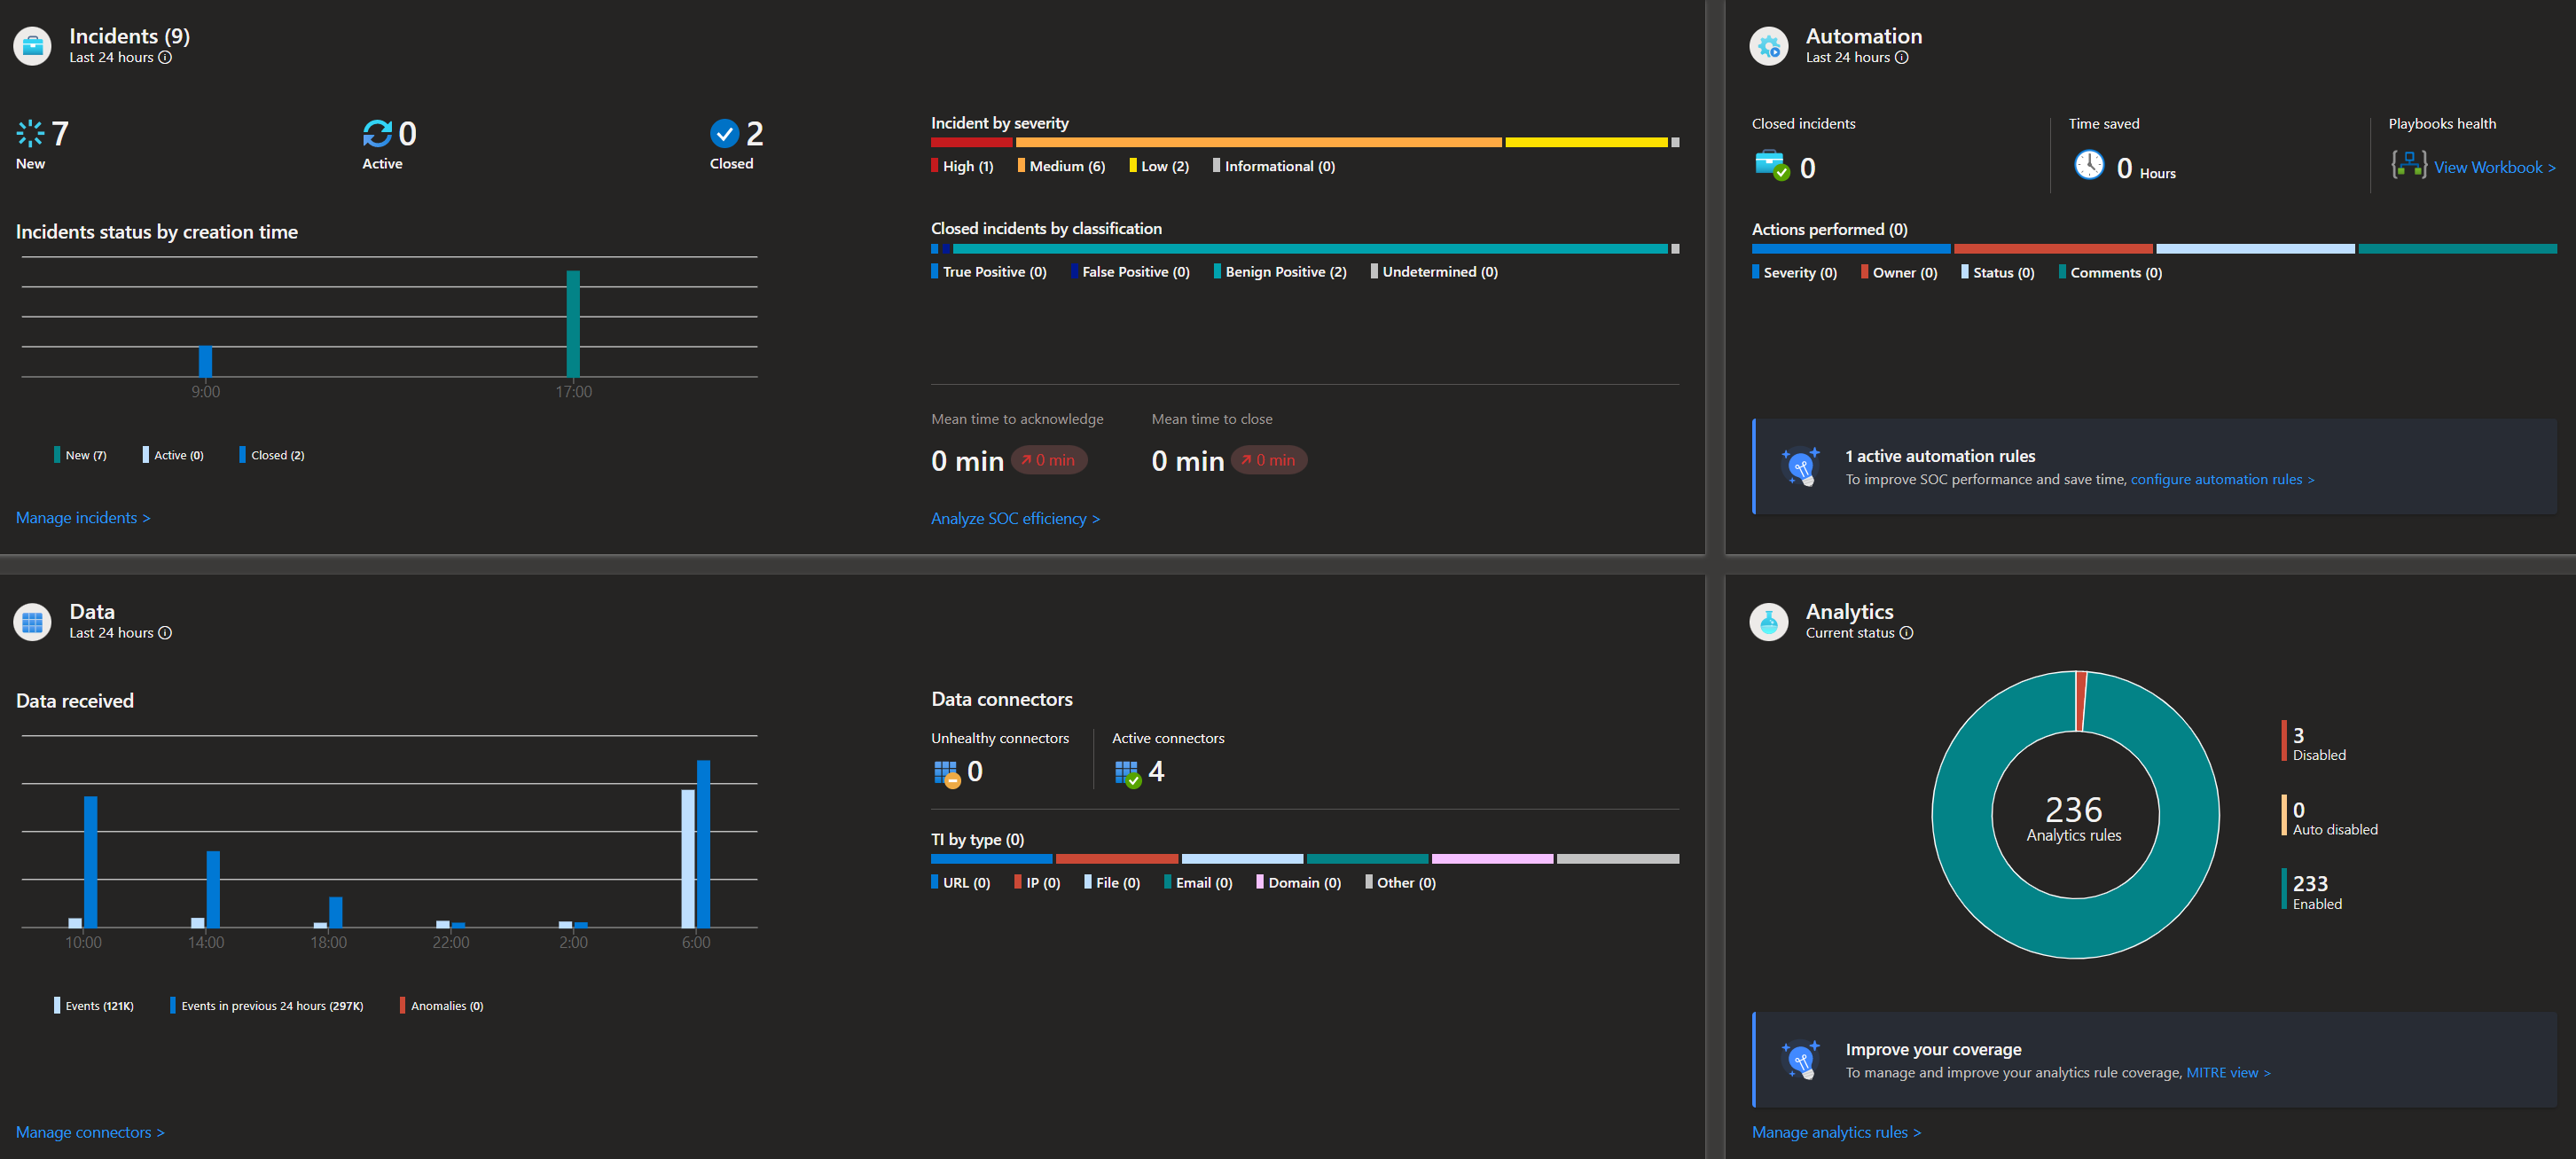 Incidents (9)
Last 24 hours
7
New
0
Active
2
Closed
Incidents status by creation time
9:00
17:00
New (7)
Active (0)
Closed (2)
Manage incidents >
Incident by severity
High (1)
Medium (6)
Low (2)
Informational (0)
Closed incidents by classification
True Positive (0)
False Positive (0)
Benign Positive (2)
Undetermined (0)
Mean time to acknowledge
0 min
0 min
Mean time to close
0 min
0 min
Analyze SOC efficiency >
Automation
Last 24 hours
Closed incidents
0
Time saved
0 Hours
Playbooks health
View Workbook >
Actions performed (0)
Severity (0)
Owner (0)
Status (0)
Comments (0)
1 active automation rules
To improve SOC performance and save time, configure automation rules >
Data
Last 24 hours
Data received
10:00
14:00
18:00
22:00
2:00
6:00
Events (121K)
Events in previous 24 hours (297K)
Anomalies (0)
Manage connectors >
Data connectors
Unhealthy connectors
0
Active connectors
4
TI by type (0)
URL (0)
IP (0)
File (0)
Email (0)
Domain (0)
Other (0)
Analytics
Current status
236
Analytics rules
3
Disabled
0
Auto disabled
233
Enabled
Improve your coverage
To manage and improve your analytics rule coverage, MITRE view >
Manage analytics rules >